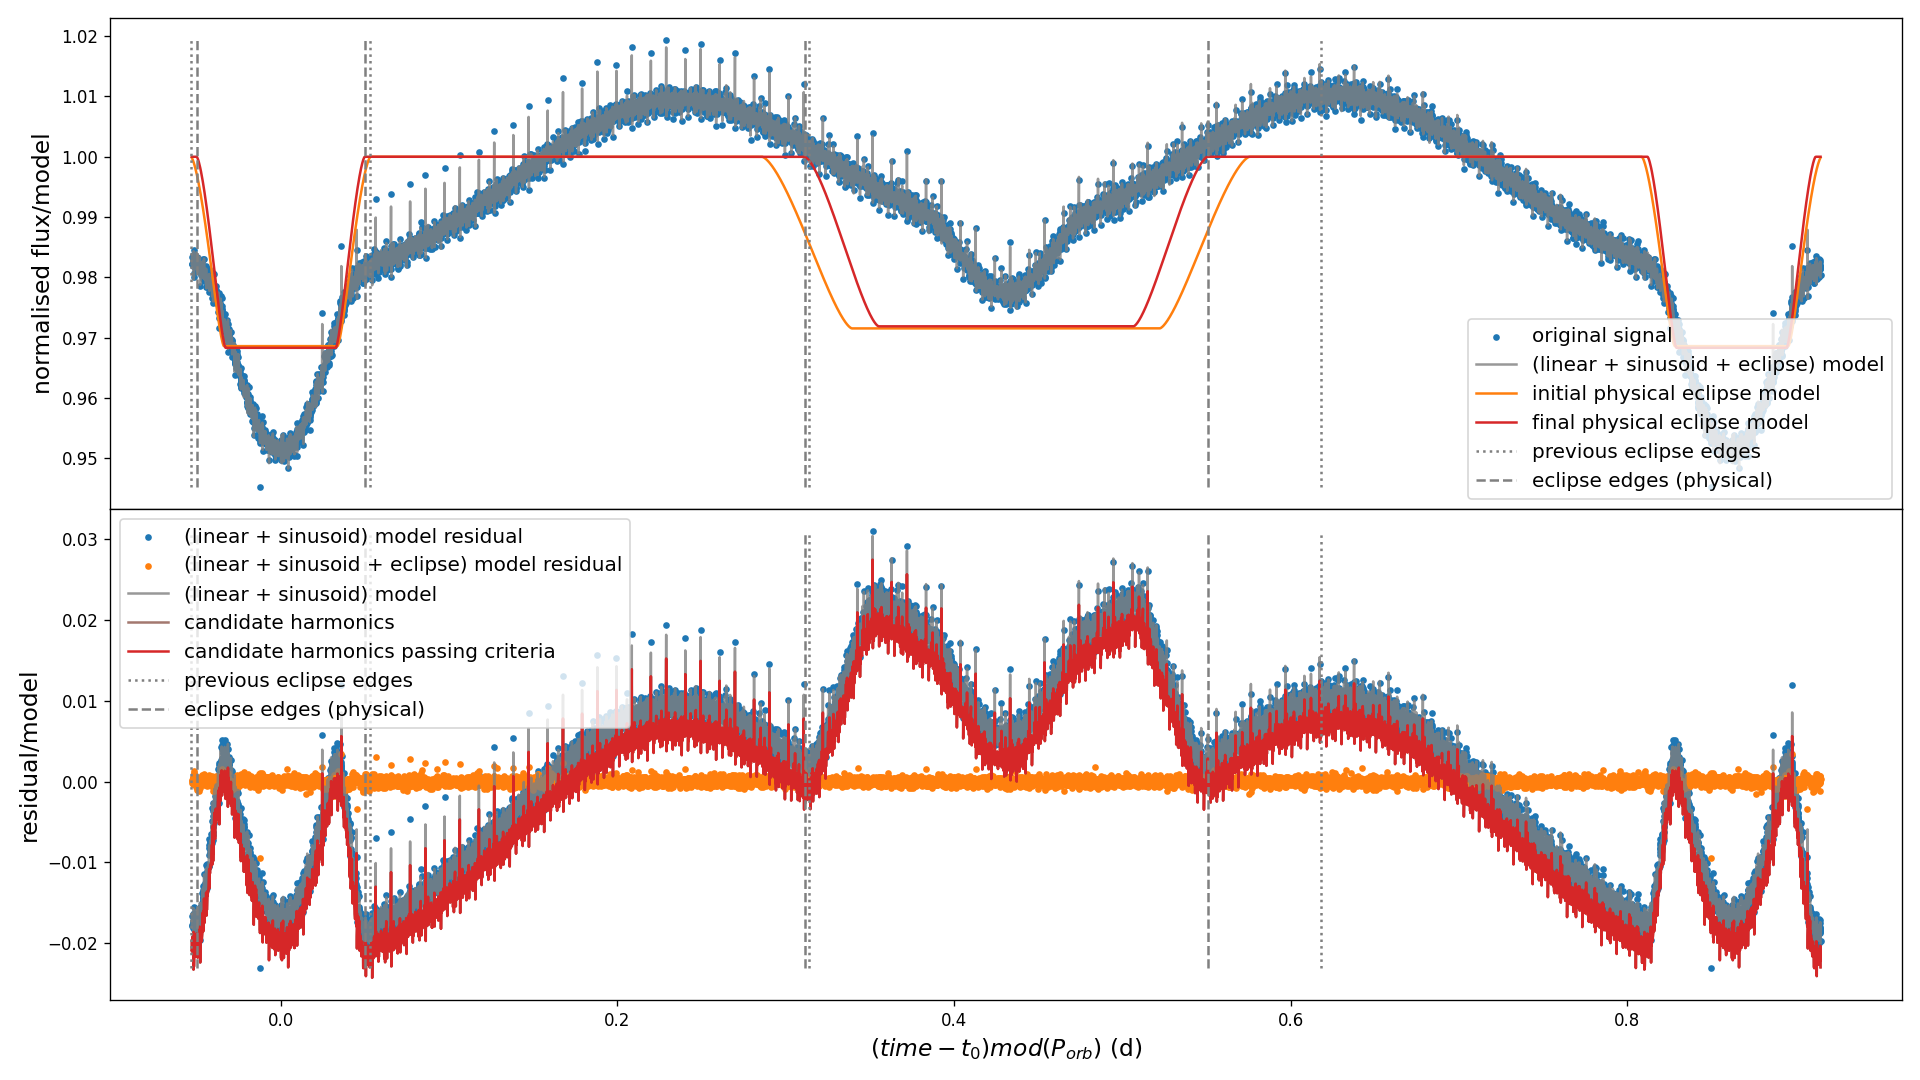 1.02
1.01
1.00
0.99
0.98
0.97
0.96
0.95
normalised flux/model
original signal
(linear + sinusoid + eclipse) model
initial physical eclipse model
final physical eclipse model
previous eclipse edges
eclipse edges (physical)
(linear + sinusoid) model residual
(linear + sinusoid + eclipse) model residual
(linear + sinusoid) model
candidate harmonics
candidate harmonics passing criteria
previous eclipse edges
eclipse edges (physical)
0.03
0.02
0.01
0.00
−0.01
−0.02
residual/model
0.0 0.2 0.4 0.6 0.8
(time − t₀)mod(P_orb) (d)